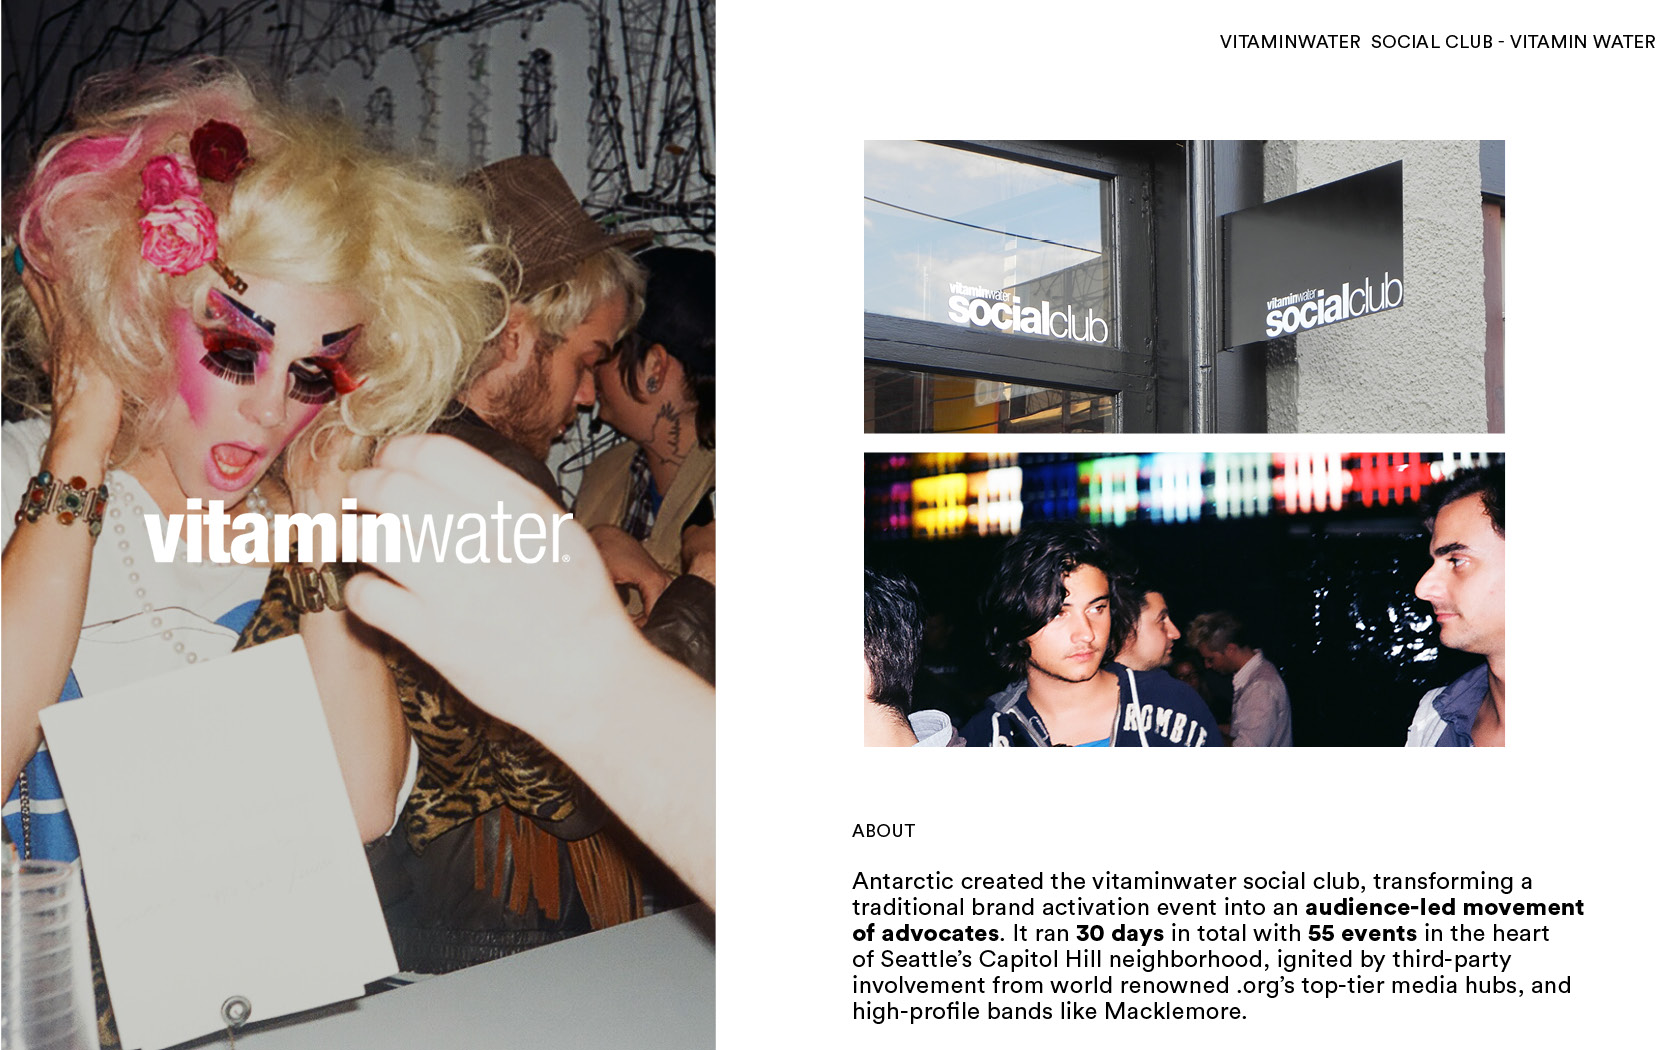 VITAMINWATER  SOCIAL CLUB - VITAMIN WATER
vitaminwater®
vitaminwater
socialclub
vitaminwater
socialclub
ROMBIE
ABOUT
Antarctic created the vitaminwater social club, transforming a
traditional brand activation event into an audience-led movement
of advocates. It ran 30 days in total with 55 events in the heart
of Seattle’s Capitol Hill neighborhood, ignited by third-party
involvement from world renowned .org’s top-tier media hubs, and
high-profile bands like Macklemore.